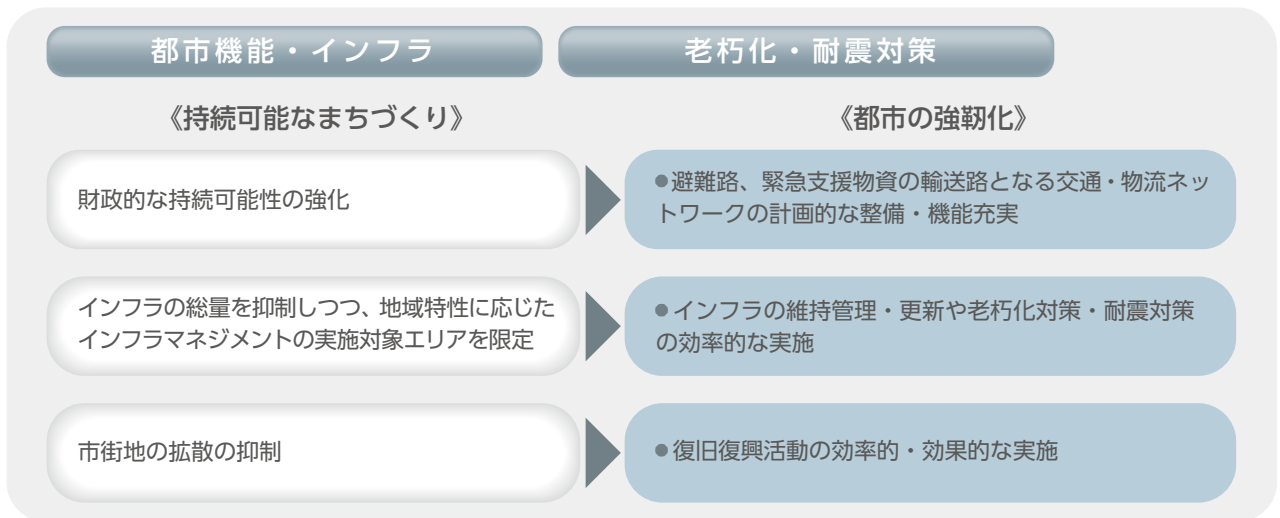 都市機能・インフラ
老朽化・耐震対策
《持続可能なまちづくり》
《都市の強靭化》
財政的な持続可能性の強化
●避難路、緊急支援物資の輸送路となる交通・物流ネッ
トワークの計画的な整備・機能充実
インフラの総量を抑制しつつ、地域特性に応じた
インフラマネジメントの実施対象エリアを限定
●インフラの維持管理・更新や老朽化対策・耐震対策
の効率的な実施
市街地の拡散の抑制
●復旧復興活動の効率的・効果的な実施